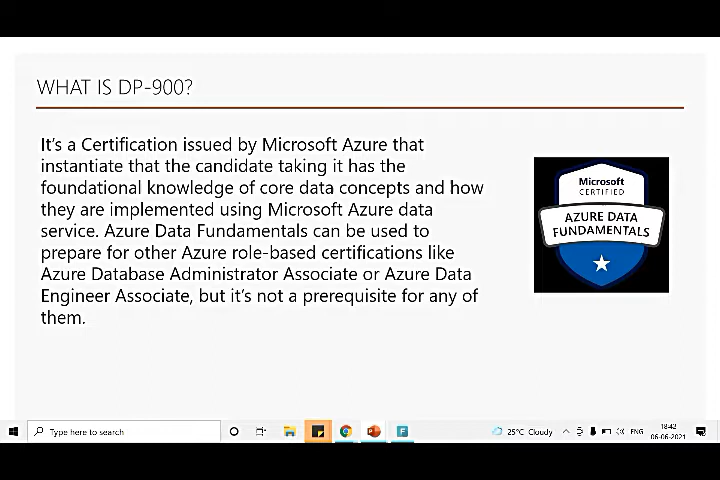 WHAT IS DP-900?
It's a Certification issued by Microsoft Azure that
instantiate that the candidate taking it has the
foundational knowledge of core data concepts and how
they are implemented using Microsoft Azure data
service. Azure Data Fundamentals can be used to
prepare for other Azure role-based certifications like
Azure Database Administrator Associate or Azure Data
Engineer Associate, but it's not a prerequisite for any of
them.
Microsoft
CERTIFIED
AZURE DATA
FUNDAMENTALS
Type here to search
F
25°C Cloudy
ENG
18:42
06-06-2021